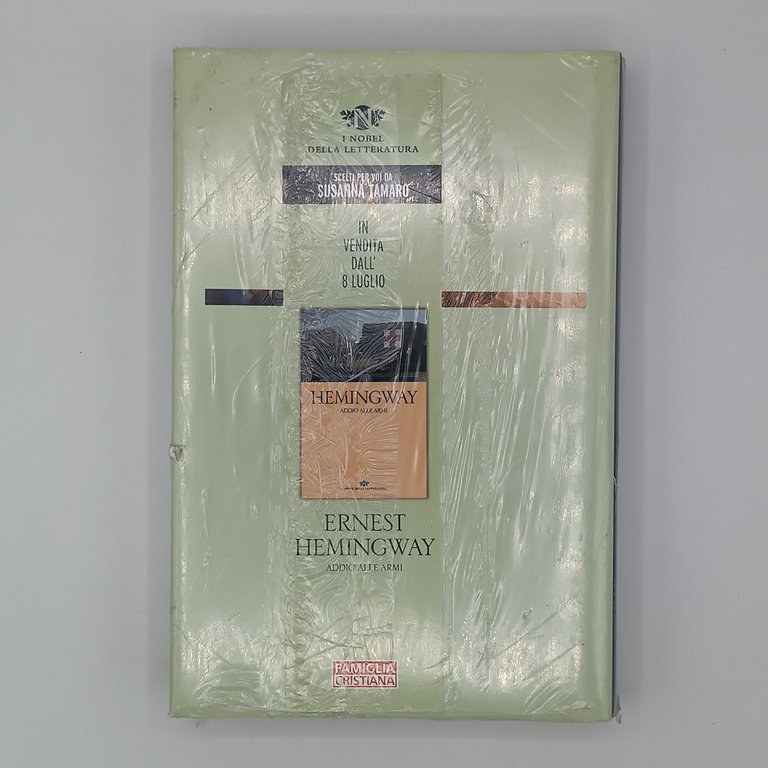 N
I NOBEL
DELLA LETTERATURA
SCELTI PER VOI DA
SUSANNA TAMARO
IN
VENDITA
DALL'
8 LUGLIO
HEMINGWAY
ADDIO ALLE ARMI
ERNEST
HEMINGWAY
ADDIO ALLE ARMI
FAMIGLIA
CRISTIANA